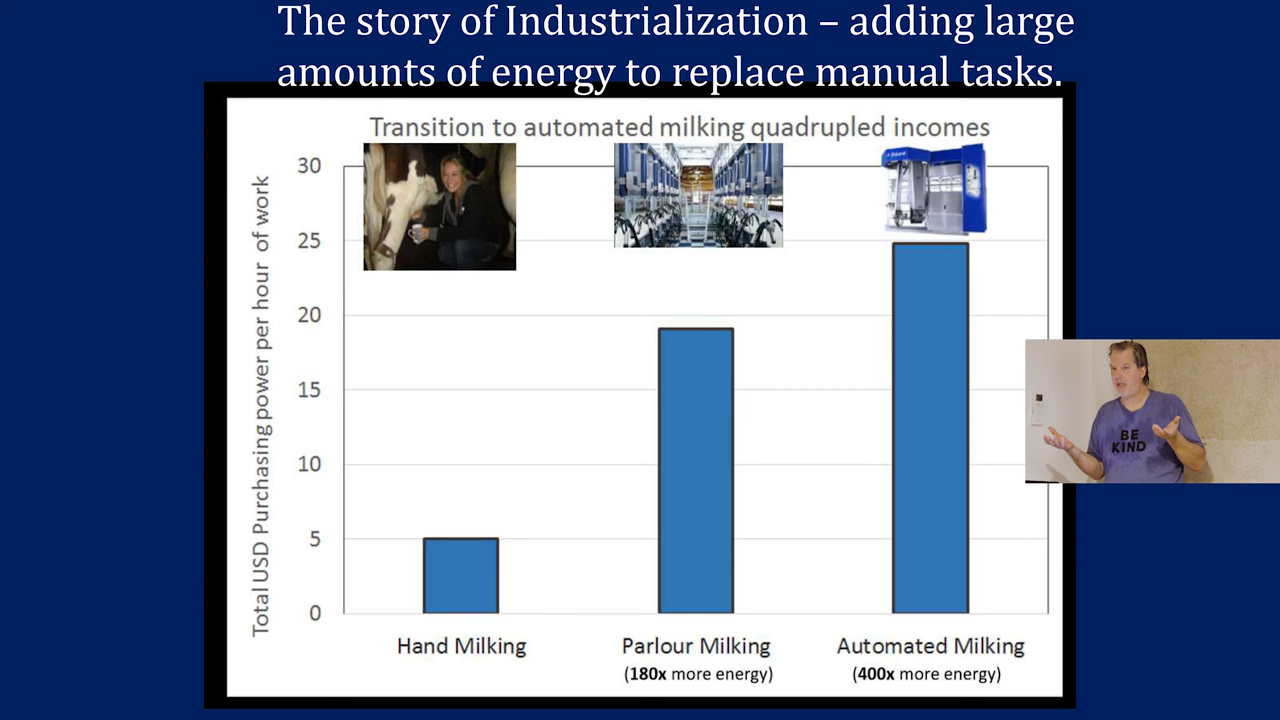 The story of Industrialization – adding large
amounts of energy to replace manual tasks.
Transition to automated milking quadrupled incomes
Total USD Purchasing power per hour of work
30
25
20
15
10
5
0
Hand Milking
Parlour Milking
(180x more energy)
Automated Milking
(400x more energy)
BE
KIND